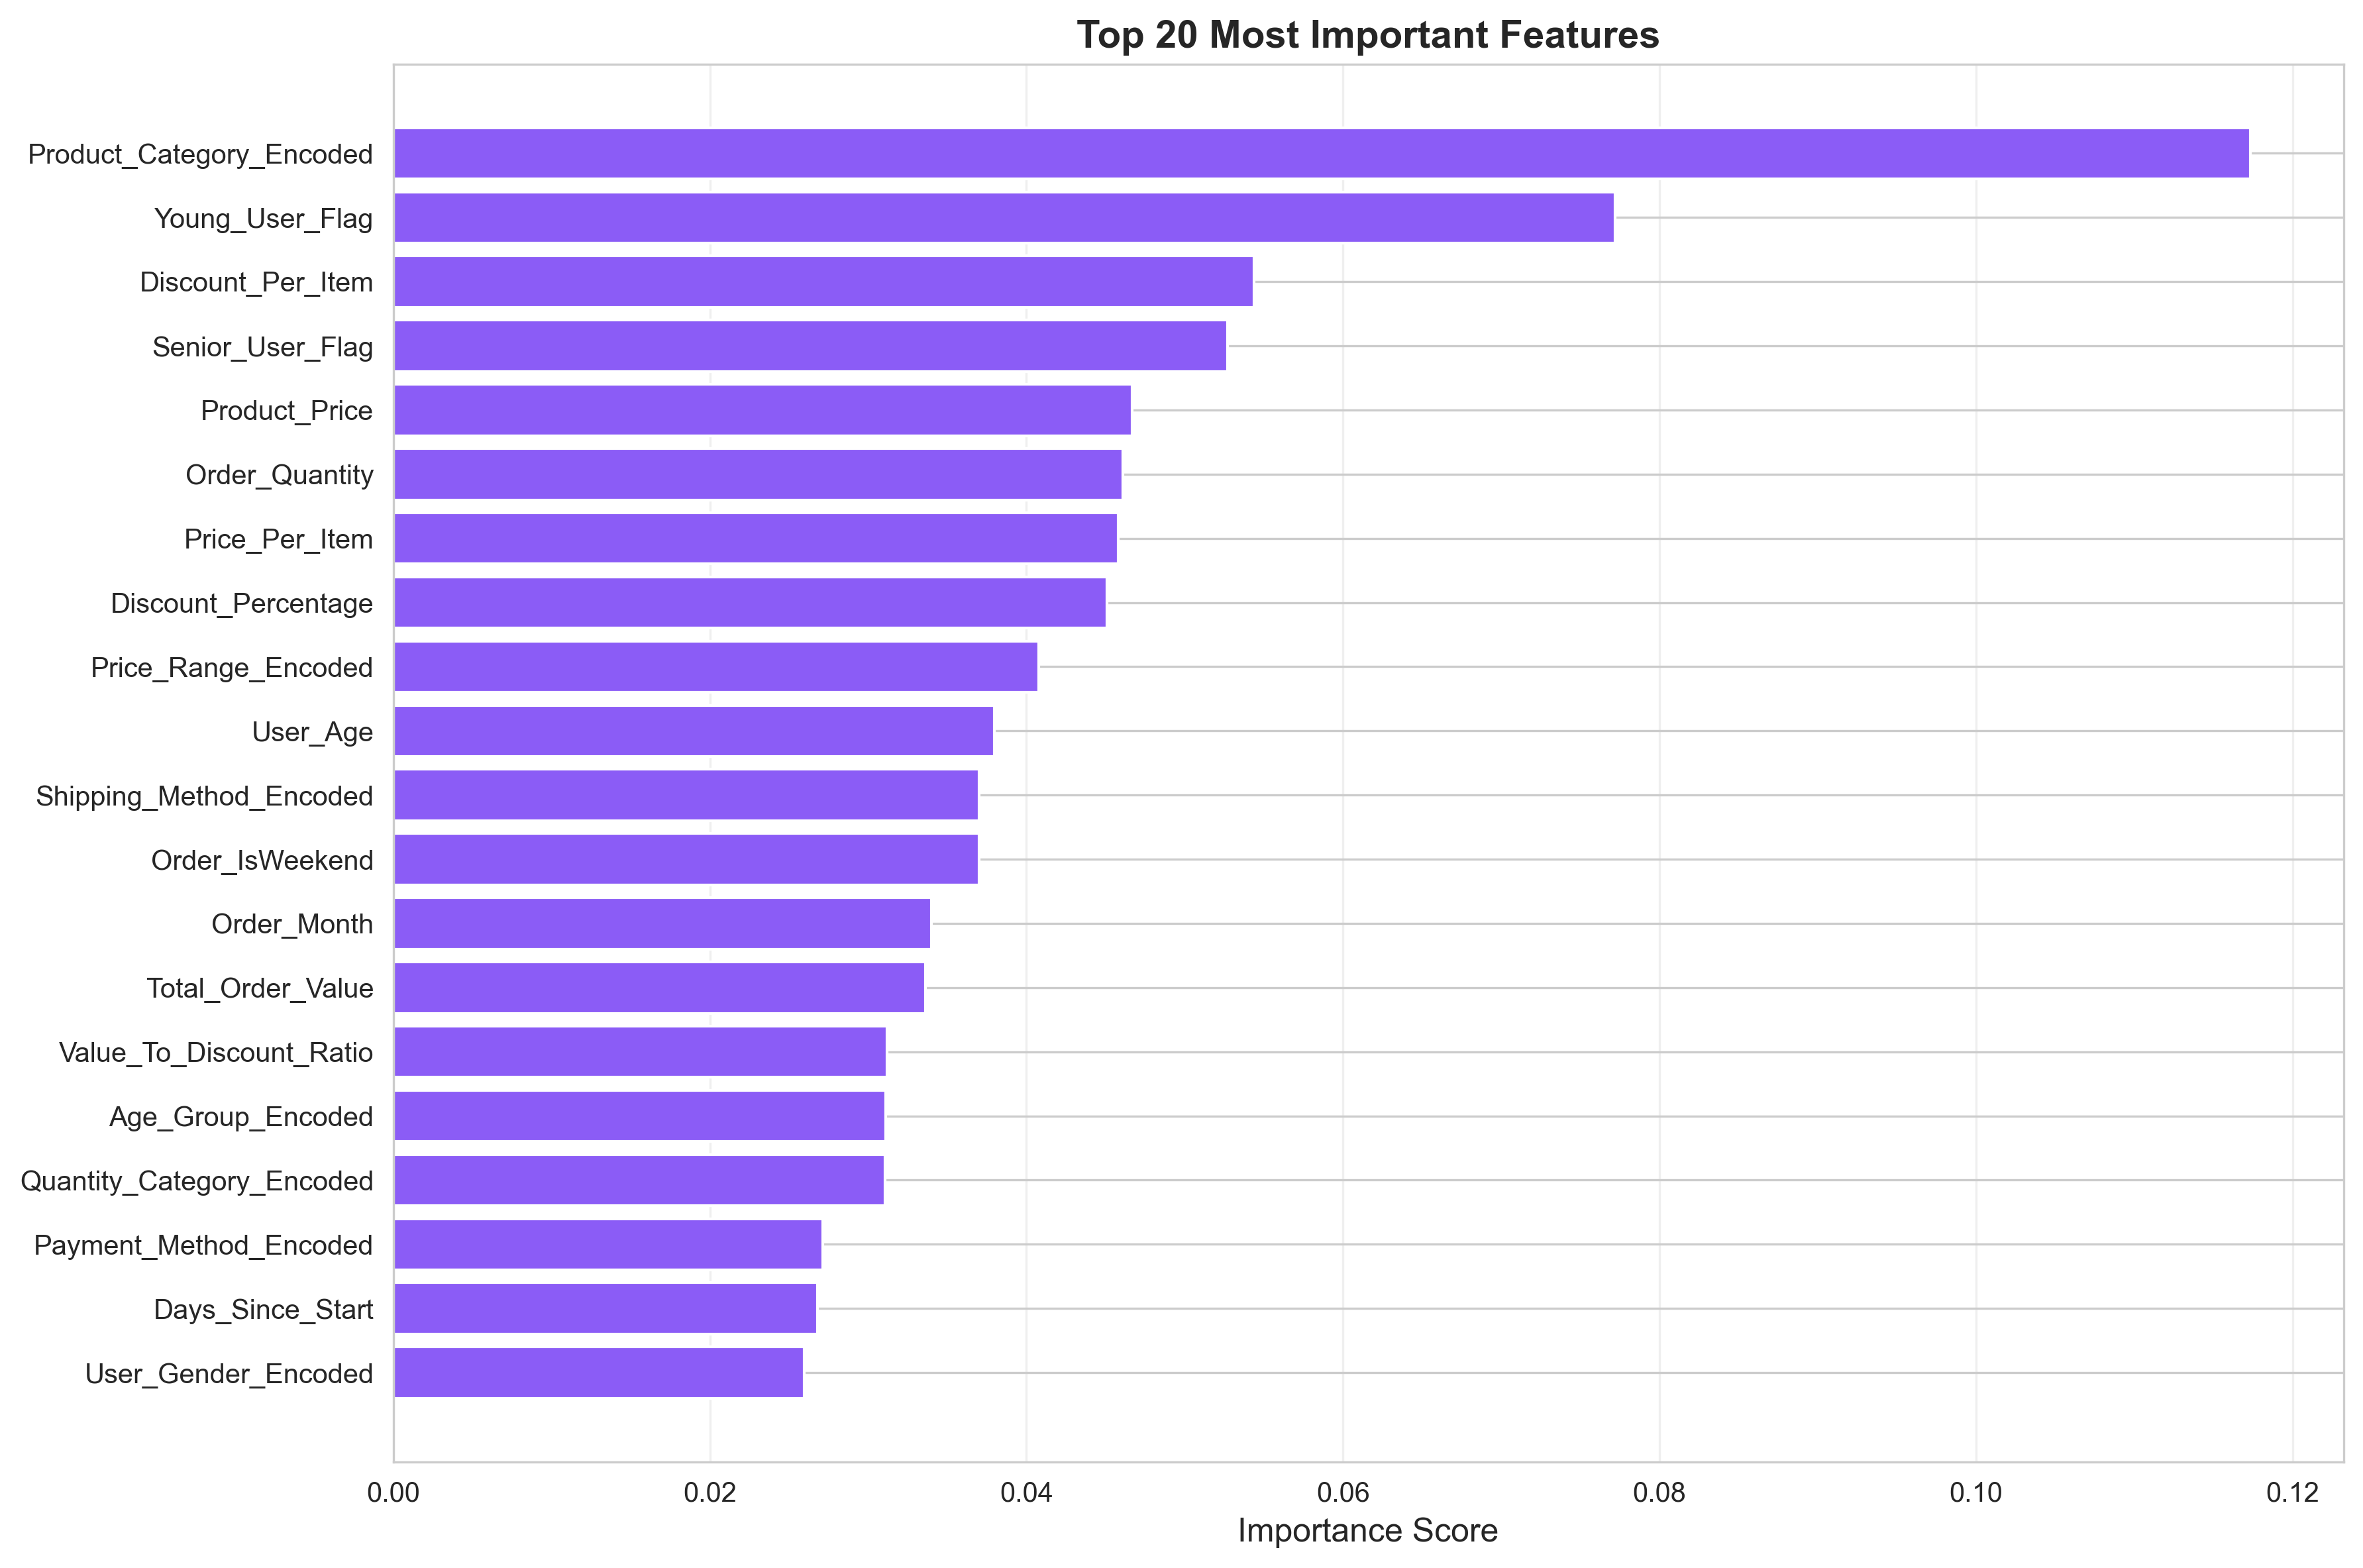 Top 20 Most Important Features
Product_Category_Encoded
Young_User_Flag
Discount_Per_Item
Senior_User_Flag
Product_Price
Order_Quantity
Price_Per_Item
Discount_Percentage
Price_Range_Encoded
User_Age
Shipping_Method_Encoded
Order_IsWeekend
Order_Month
Total_Order_Value
Value_To_Discount_Ratio
Age_Group_Encoded
Quantity_Category_Encoded
Payment_Method_Encoded
Days_Since_Start
User_Gender_Encoded
0.00 0.02 0.04 0.06 0.08 0.10 0.12
Importance Score